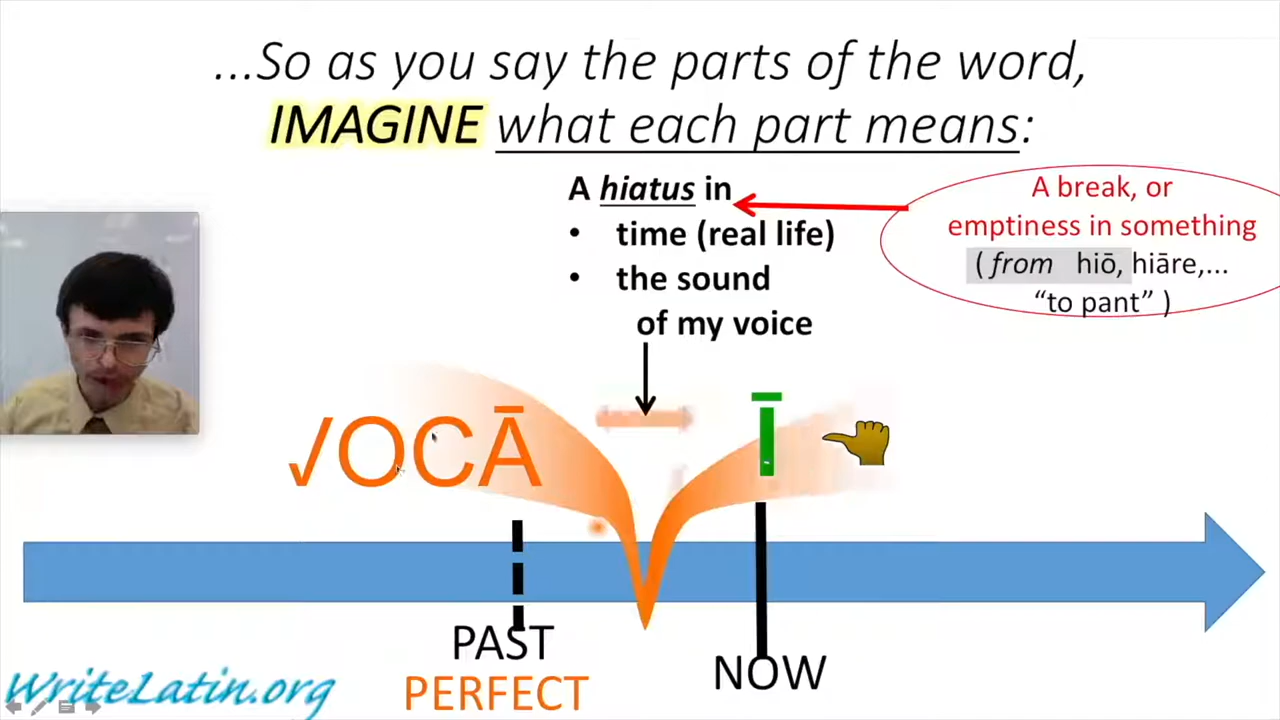 ...So as you say the parts of the word,
IMAGINE what each part means:
A hiatus in
• time (real life)
• the sound
of my voice
A break, or
emptiness in something
( from hiō, hiāre,...
“to pant” )
√OCĀ
Ī
PAST
PERFECT
NOW
WriteLatin.org